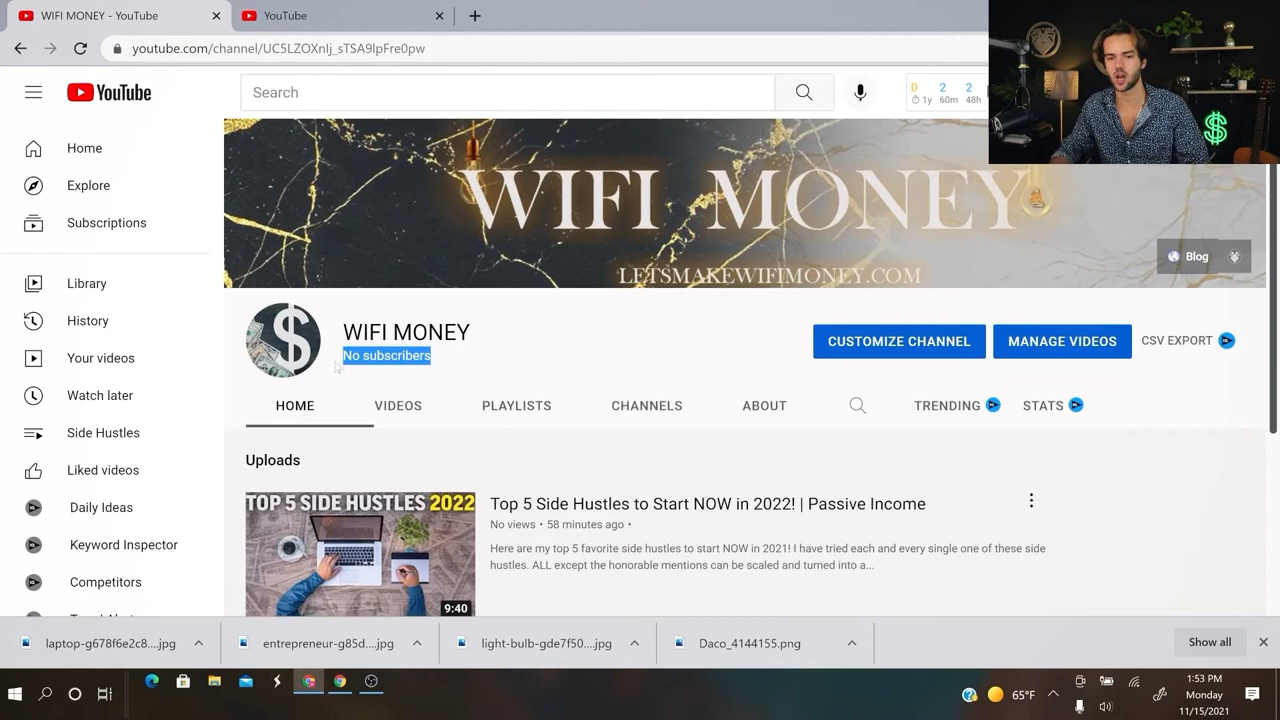 WIFI MONEY - YouTube
YouTube
youtube.com/channel/UC5LZOXnIj_sTSA9lpFre0pw
YouTube
Search
0 2 2
1y 60m 48h
Home
Explore
Subscriptions
Library
History
Your videos
Watch later
Side Hustles
Liked videos
Daily Ideas
Keyword Inspector
Competitors
WIFI MONEY
LETSMAKEWIFIMONEY.COM
Blog
WIFI MONEY
No subscribers
CUSTOMIZE CHANNEL
MANAGE VIDEOS
CSV EXPORT
HOME
VIDEOS
PLAYLISTS
CHANNELS
ABOUT
TRENDING
STATS
Uploads
TOP 5 SIDE HUSTLES 2022
9:40
Top 5 Side Hustles to Start NOW in 2022! | Passive Income
No views • 58 minutes ago •
Here are my top 5 favorite side hustles to start NOW in 2021! I have tried each and every single one of these side
hustles. ALL except the honorable mentions can be scaled and turned into a...
laptop-g678f6e2c8....jpg
entrepreneur-g85d....jpg
light-bulb-gde7f50....jpg
Daco_4144155.png
Show all
65°F
1:53 PM
Monday
11/15/2021